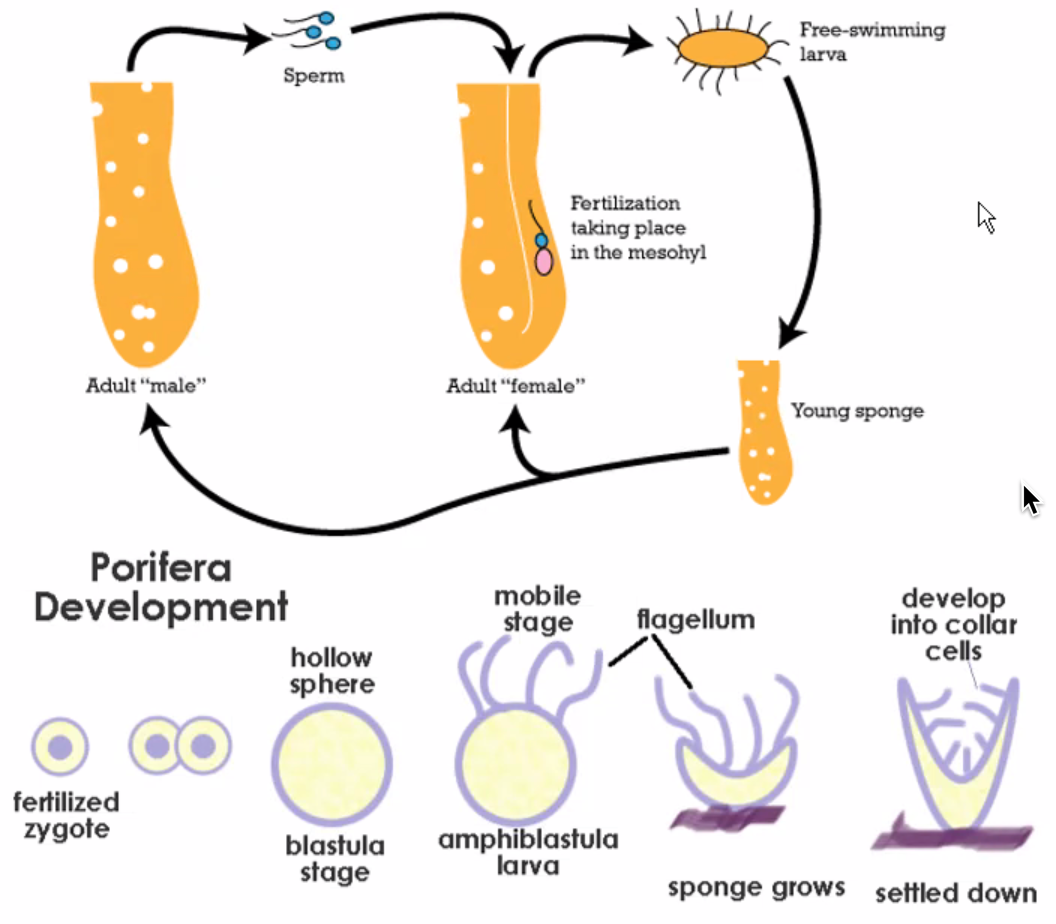 Sperm
Free-swimming
larva
Fertilization
taking place
in the mesohyl
Adult “male”
Adult “female”
Young sponge
Porifera
Development
fertilized
zygote
hollow
sphere
blastula
stage
mobile
stage
flagellum
amphiblastula
larva
sponge grows
develop
into collar
cells
settled down